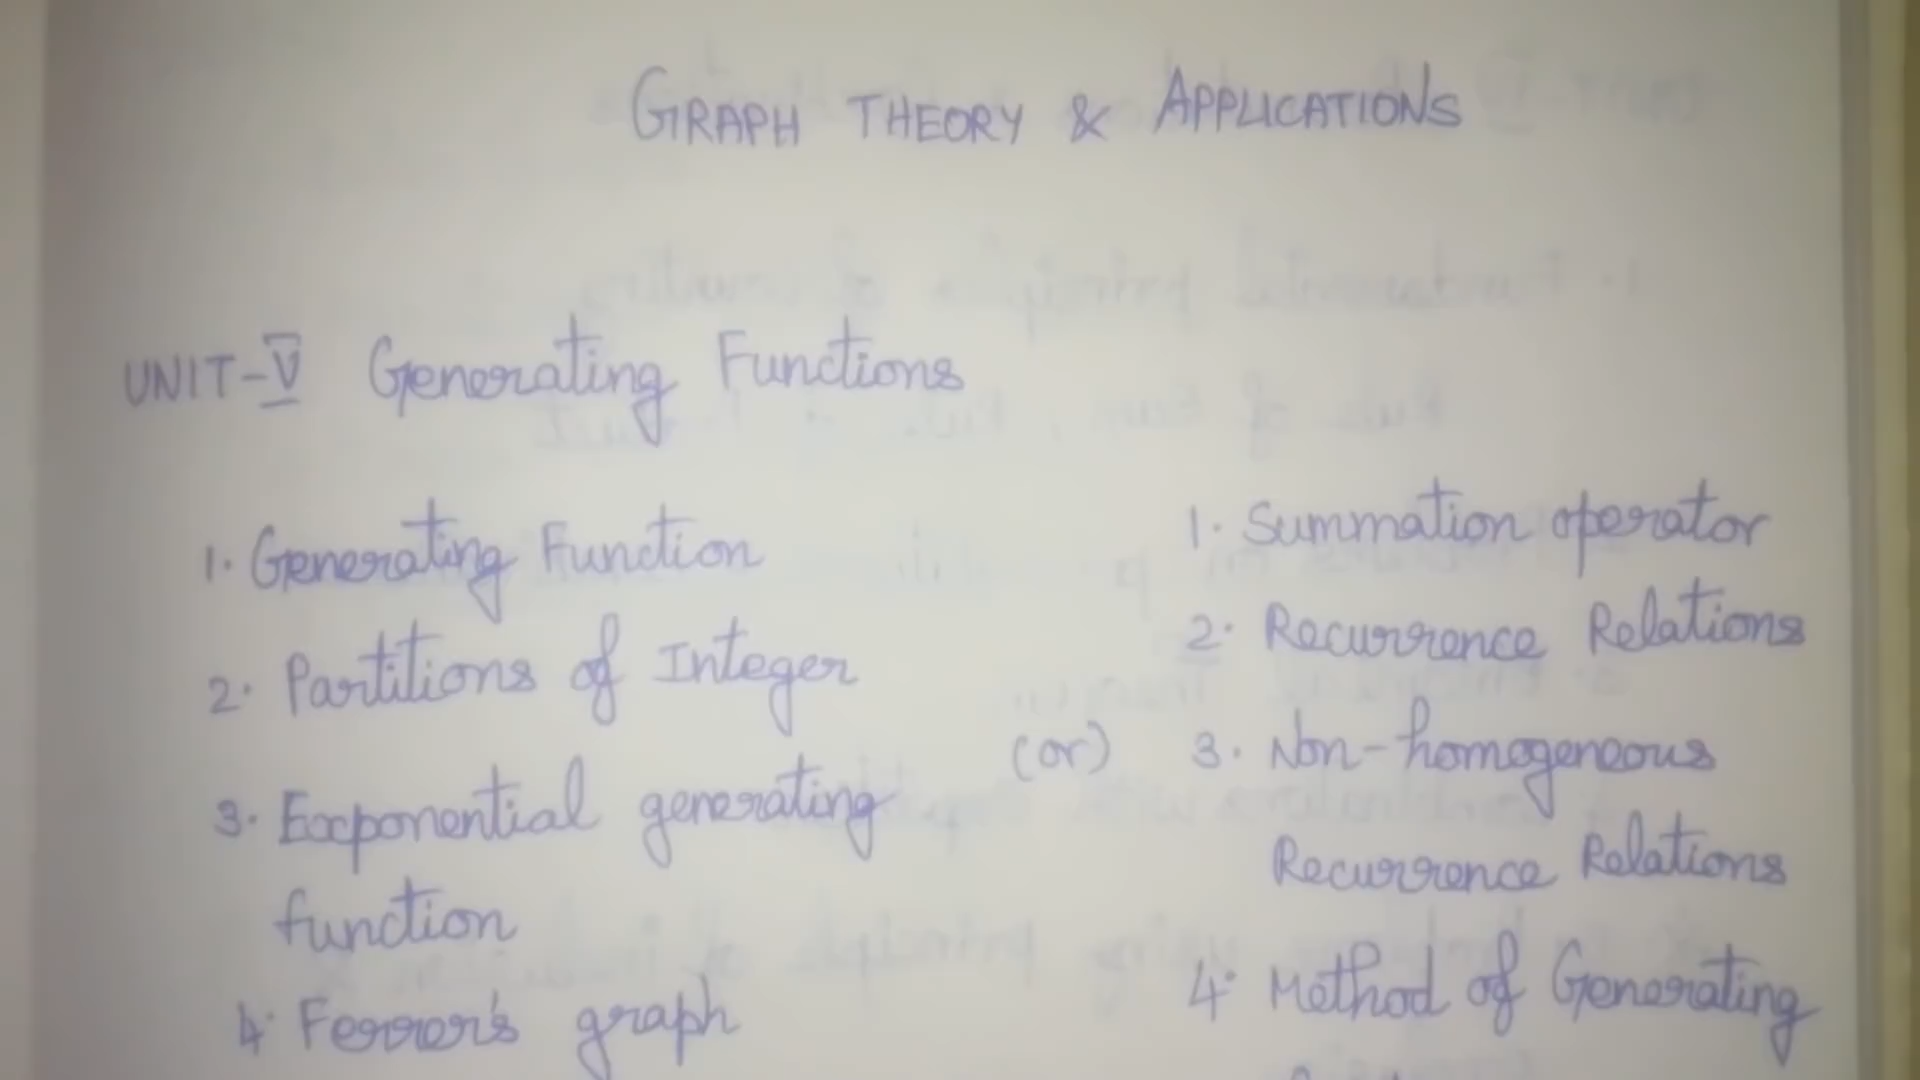 GRAPH THEORY & APPLICATIONS
UNIT-V Generating Functions
1. Generating Function
2. Partitions of Integer
3. Exponential generating
function
4. Ferrer's graph
(or)
1. Summation operator
2. Recurrence Relations
3. Non-homogeneous
Recurrence Relations
4. Method of Generating